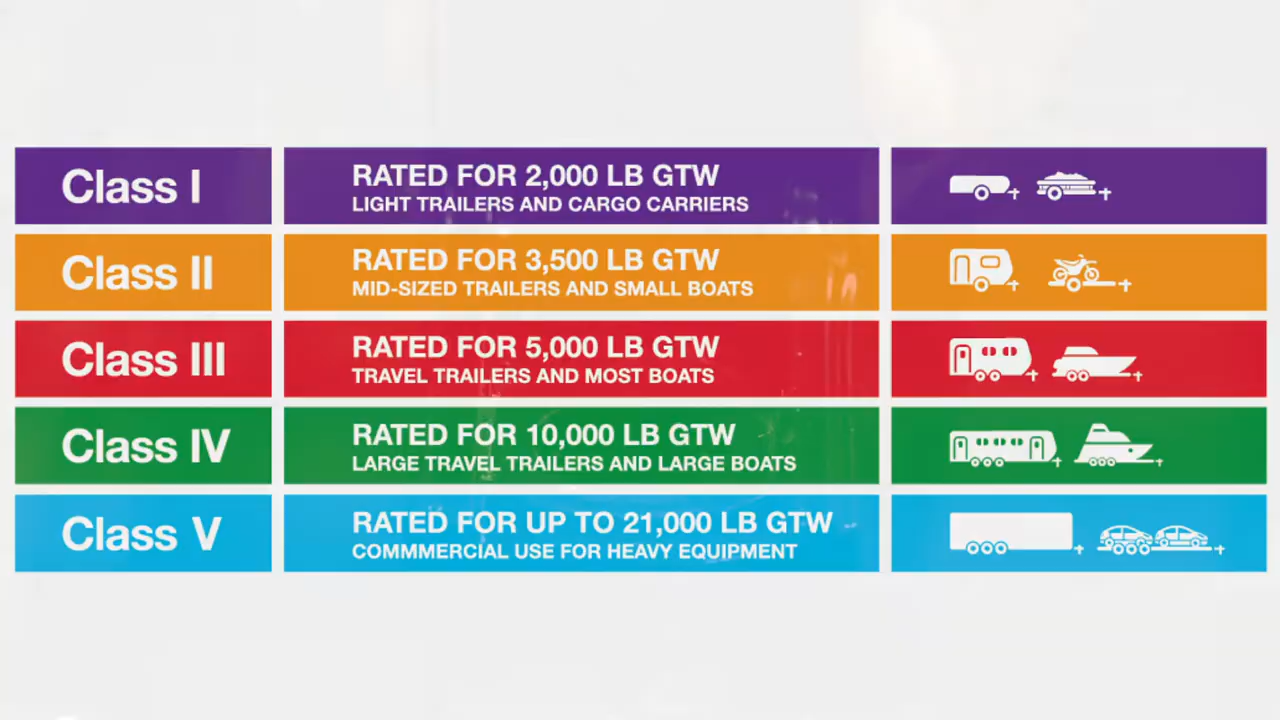 Class I
RATED FOR 2,000 LB GTW
LIGHT TRAILERS AND CARGO CARRIERS
Class II
RATED FOR 3,500 LB GTW
MID-SIZED TRAILERS AND SMALL BOATS
Class III
RATED FOR 5,000 LB GTW
TRAVEL TRAILERS AND MOST BOATS
Class IV
RATED FOR 10,000 LB GTW
LARGE TRAVEL TRAILERS AND LARGE BOATS
Class V
RATED FOR UP TO 21,000 LB GTW
COMMMERCIAL USE FOR HEAVY EQUIPMENT